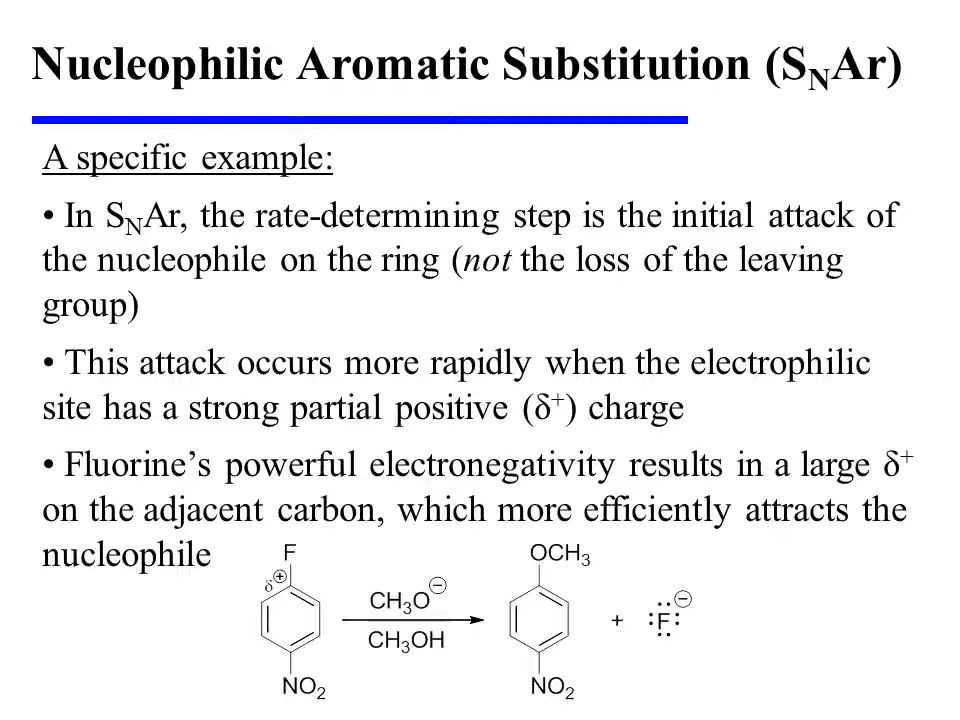 Nucleophilic Aromatic Substitution (SNAr)
A specific example:
• In SNAr, the rate-determining step is the initial attack of
the nucleophile on the ring (not the loss of the leaving
group)
• This attack occurs more rapidly when the electrophilic
site has a strong partial positive (δ+) charge
• Fluorine’s powerful electronegativity results in a large δ+
on the adjacent carbon, which more efficiently attracts the
nucleophile
F
δ+
NO2
CH3O−
CH3OH
OCH3
NO2
+
:F: −